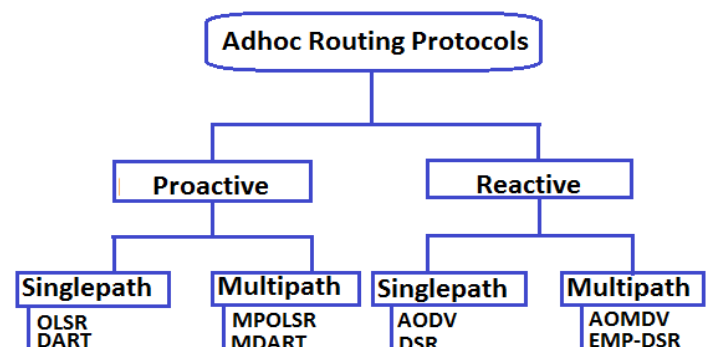 Adhoc Routing Protocols
Proactive
Reactive
Singlepath
Multipath
Singlepath
Multipath
OLSR
DART
MPOLSR
MDART
AODV
DSR
AOMDV
EMP-DSR